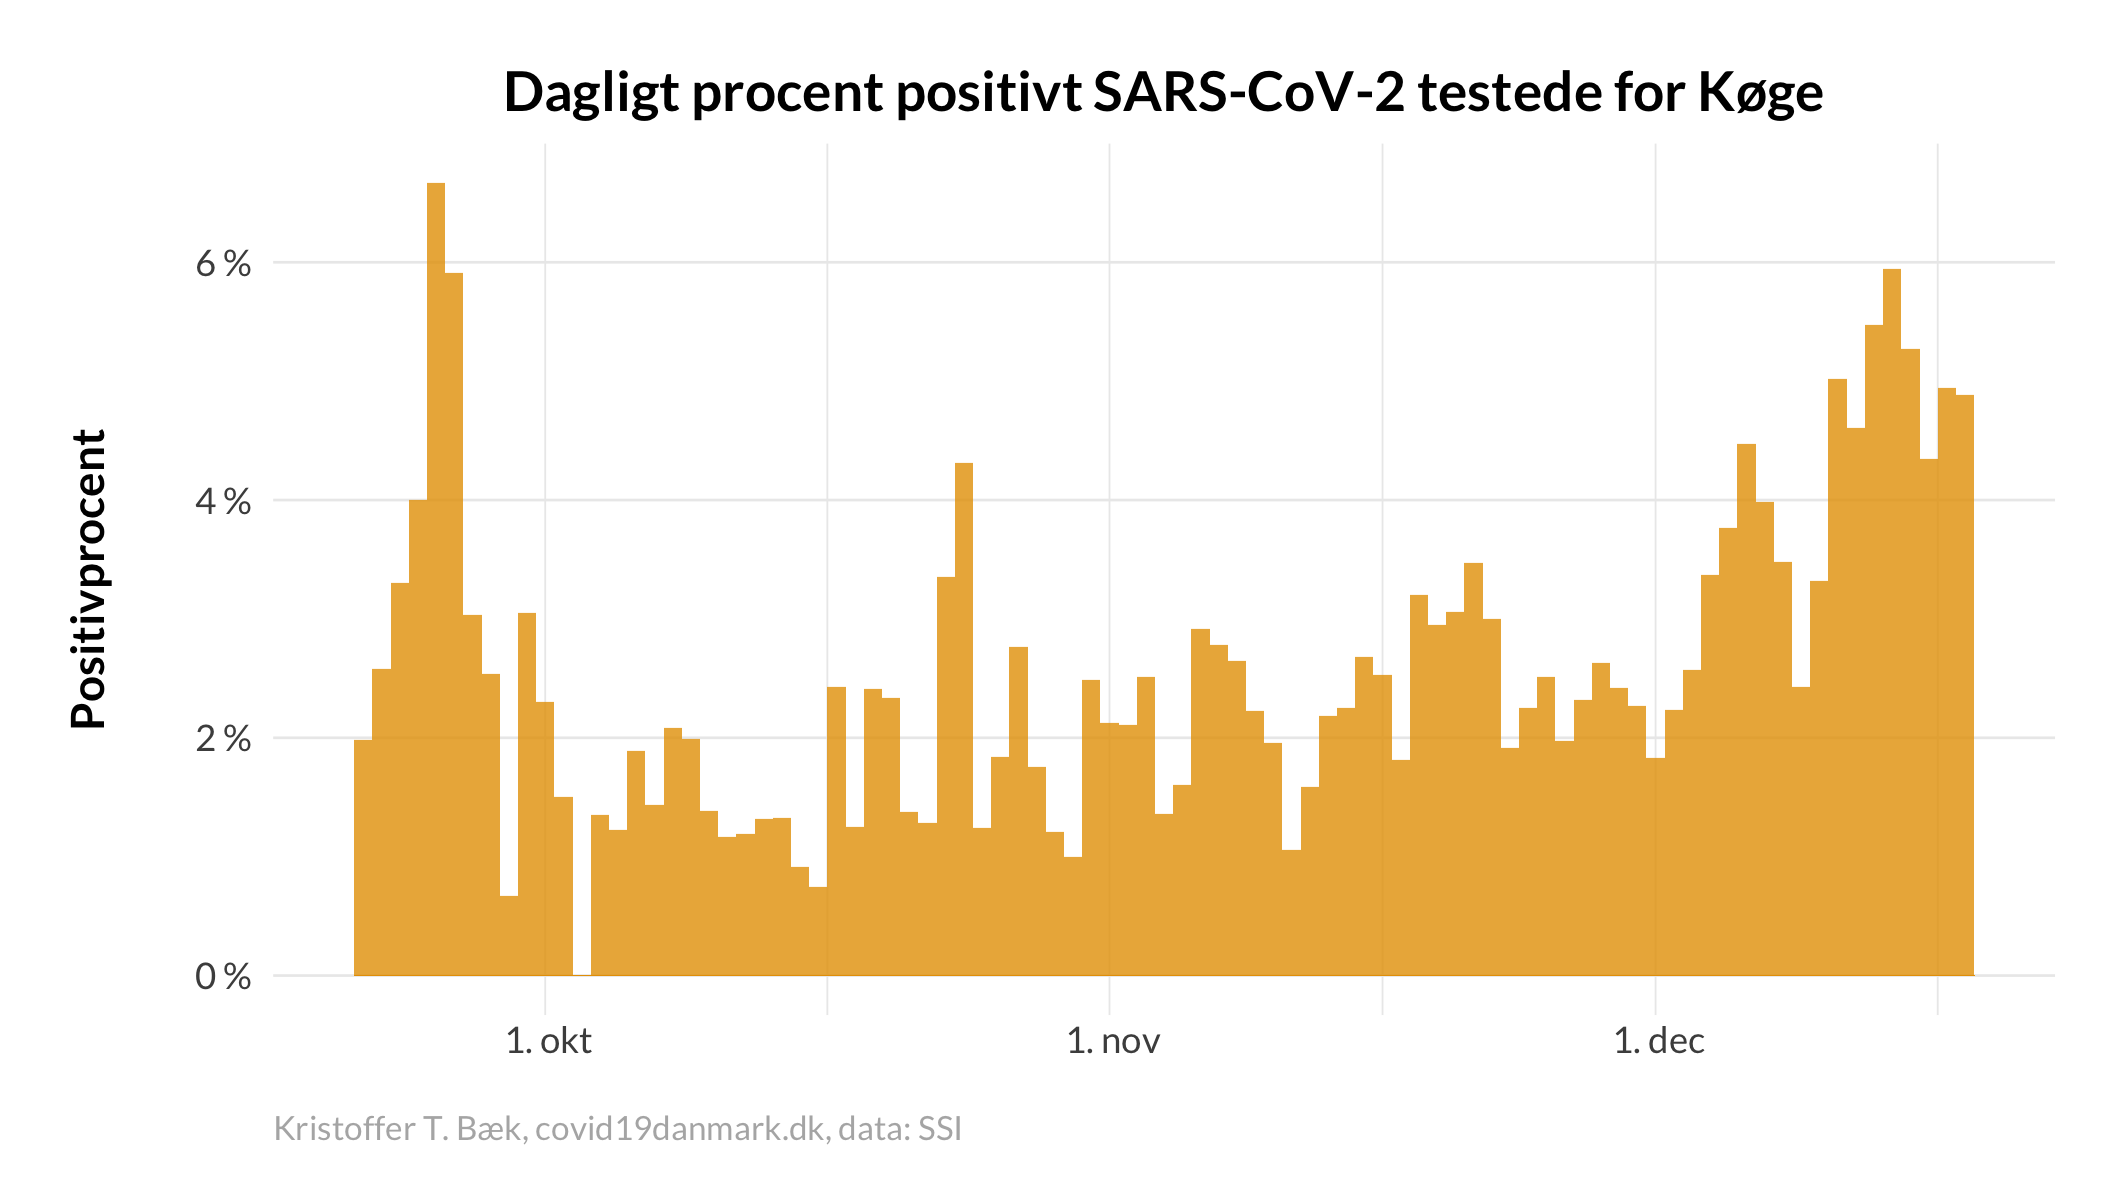 Dagligt procent positivt SARS-CoV-2 testede for Køge
Positivprocent
6 %
4 %
2 %
0 %
1. okt
1. nov
1. dec
Kristoffer T. Bæk, covid19danmark.dk, data: SSI